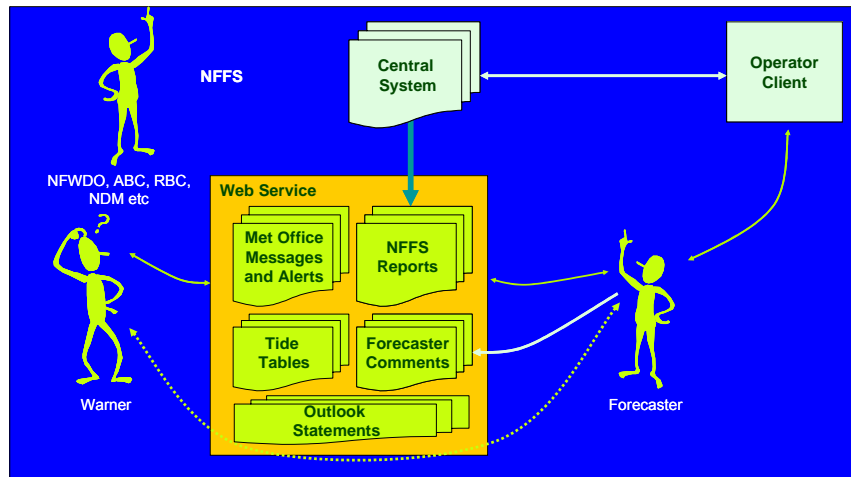 NFFS
Central
System
Operator
Client
NFWDO, ABC, RBC,
NDM etc
Web Service
Met Office
Messages
and Alerts
NFFS
Reports
?
Tide
Tables
Forecaster
Comments
Outlook
Statements
Warner
Forecaster